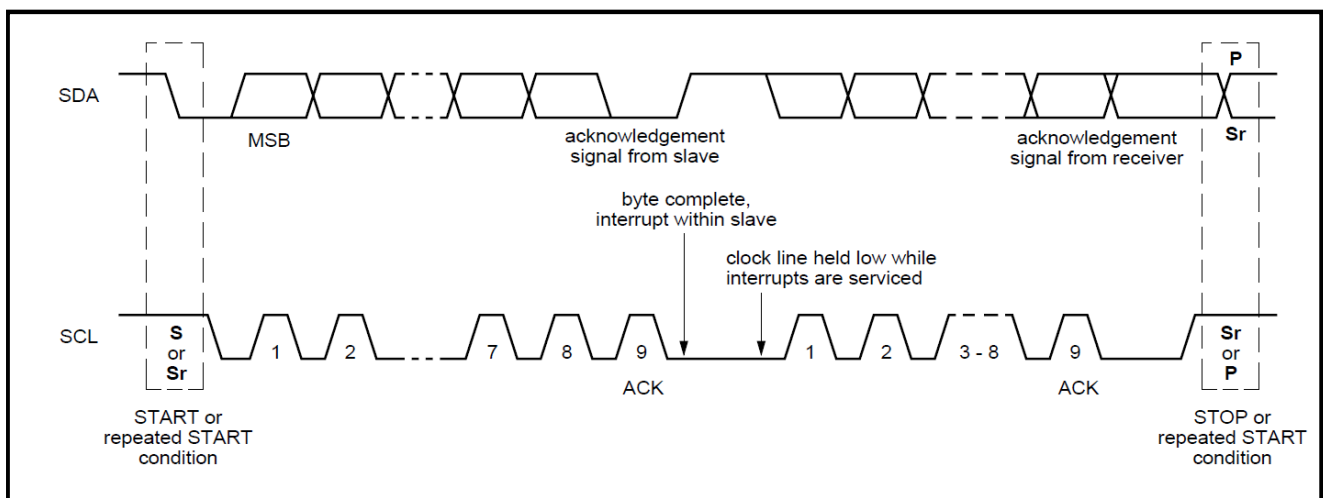 P
SDA
MSB
acknowledgement
signal from slave
acknowledgement
signal from receiver
Sr
byte complete,
interrupt within slave
clock line held low while
interrupts are serviced
SCL
S
or
Sr
1
2
7
8
9
1
2
3 - 8
9
Sr
or
P
ACK
ACK
START or
repeated START
condition
STOP or
repeated START
condition